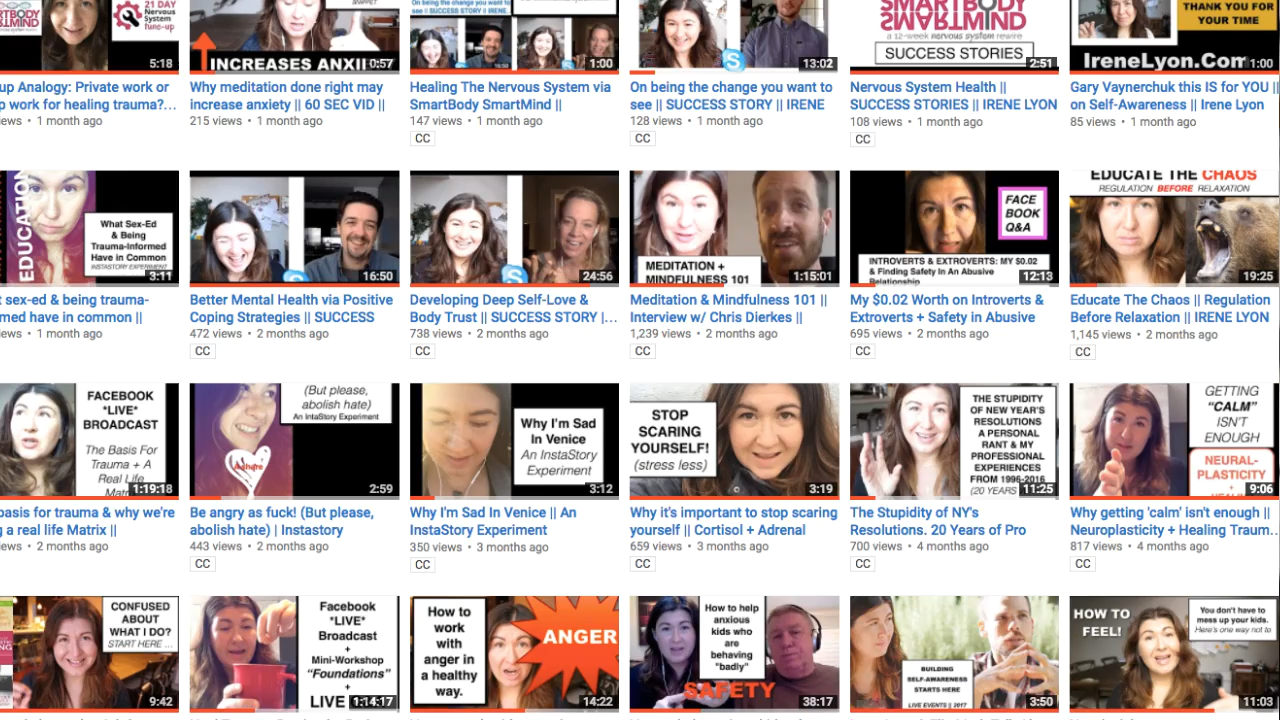 RTBODY
RTMIND
21 DAY
Nervous
System
tune-up
5:18
SNIPPET
INCREASES ANXI
0:57
On being the change you want to
see || SUCCESS STORY || IRENE
1:00
13:02
SMARTBODY
SMARTMIND
a 12-week nervous system rewire
SUCCESS STORIES
2:51
THANK YOU FOR
YOUR TIME
IreneLyon.Com
1:00
up Analogy: Private work or
p work for healing trauma?...
ews • 1 month ago
Why meditation done right may
increase anxiety || 60 SEC VID ||
215 views • 1 month ago
Healing The Nervous System via
SmartBody SmartMind ||
147 views • 1 month ago
CC
On being the change you want to
see || SUCCESS STORY || IRENE
128 views • 1 month ago
CC
Nervous System Health ||
SUCCESS STORIES || IRENE LYON
108 views • 1 month ago
CC
Gary Vaynerchuk this IS for YOU ||
on Self-Awareness || Irene Lyon
85 views • 1 month ago
EDUCATION
What Sex-Ed
& Being
Trauma-Informed
Have in Common
INSTASTORY EXPERIMENT
3:11
16:50
24:56
MEDITATION +
MINDFULNESS 101
1:15:01
FACE
BOOK
Q&A
INTROVERTS & EXTROVERTS: MY $0.02
& Finding Safety In An Abusive
Relationship
12:13
EDUCATE THE CHAOS
REGULATION BEFORE RELAXATION
19:25
t sex-ed & being trauma-
med have in common ||
ews • 1 month ago
Better Mental Health via Positive
Coping Strategies || SUCCESS
472 views • 2 months ago
CC
Developing Deep Self-Love &
Body Trust || SUCCESS STORY |...
738 views • 2 months ago
CC
Meditation & Mindfulness 101 ||
Interview w/ Chris Dierkes ||
1,239 views • 2 months ago
CC
My $0.02 Worth on Introverts &
Extroverts + Safety in Abusive
695 views • 2 months ago
CC
Educate The Chaos || Regulation
Before Relaxation || IRENE LYON
1,145 views • 2 months ago
CC
FACEBOOK
*LIVE*
BROADCAST
The Basis For
Trauma + A
Real Life
Matrix
1:19:18
(But please,
abolish hate)
An IntaStory Experiment
#share
2:59
Why I'm Sad
In Venice
An InstaStory
Experiment
3:12
STOP
SCARING
YOURSELF!
(stress less)
3:19
THE STUPIDITY
OF NEW YEAR'S
RESOLUTIONS
A PERSONAL
RANT & MY
PROFESSIONAL
EXPERIENCES
FROM 1996-2016
(20 YEARS
11:25
GETTING
“CALM”
ISN'T
ENOUGH
NEURAL-
PLASTICITY
+
9:06
basis for trauma & why we're
g a real life Matrix ||
ews • 2 months ago
Be angry as fuck! (But please,
abolish hate) | Instastory
443 views • 2 months ago
CC
Why I'm Sad In Venice || An
InstaStory Experiment
350 views • 3 months ago
CC
Why it's important to stop scaring
yourself || Cortisol + Adrenal
659 views • 3 months ago
CC
The Stupidity of NY's
Resolutions. 20 Years of Pro
700 views • 4 months ago
CC
Why getting 'calm' isn't enough ||
Neuroplasticity + Healing Traum...
817 views • 4 months ago
CC
CONFUSED
ABOUT
WHAT I DO?
START HERE ...
9:42
Facebook
*LIVE*
Broadcast
+
Mini-Workshop
"Foundations"
+
LIVE
1:14:17
How to
work
with
anger in
a healthy
way.
ANGER
14:22
How to help
anxious
kids who
are
behaving
"badly"
SAFETY
38:17
BUILDING
SELF-AWARENESS
STARTS HERE
LIVE EVENTS || 2017
3:50
HOW TO
FEEL!
You don't have to
mess up your kids.
Here's one way not to
11:03